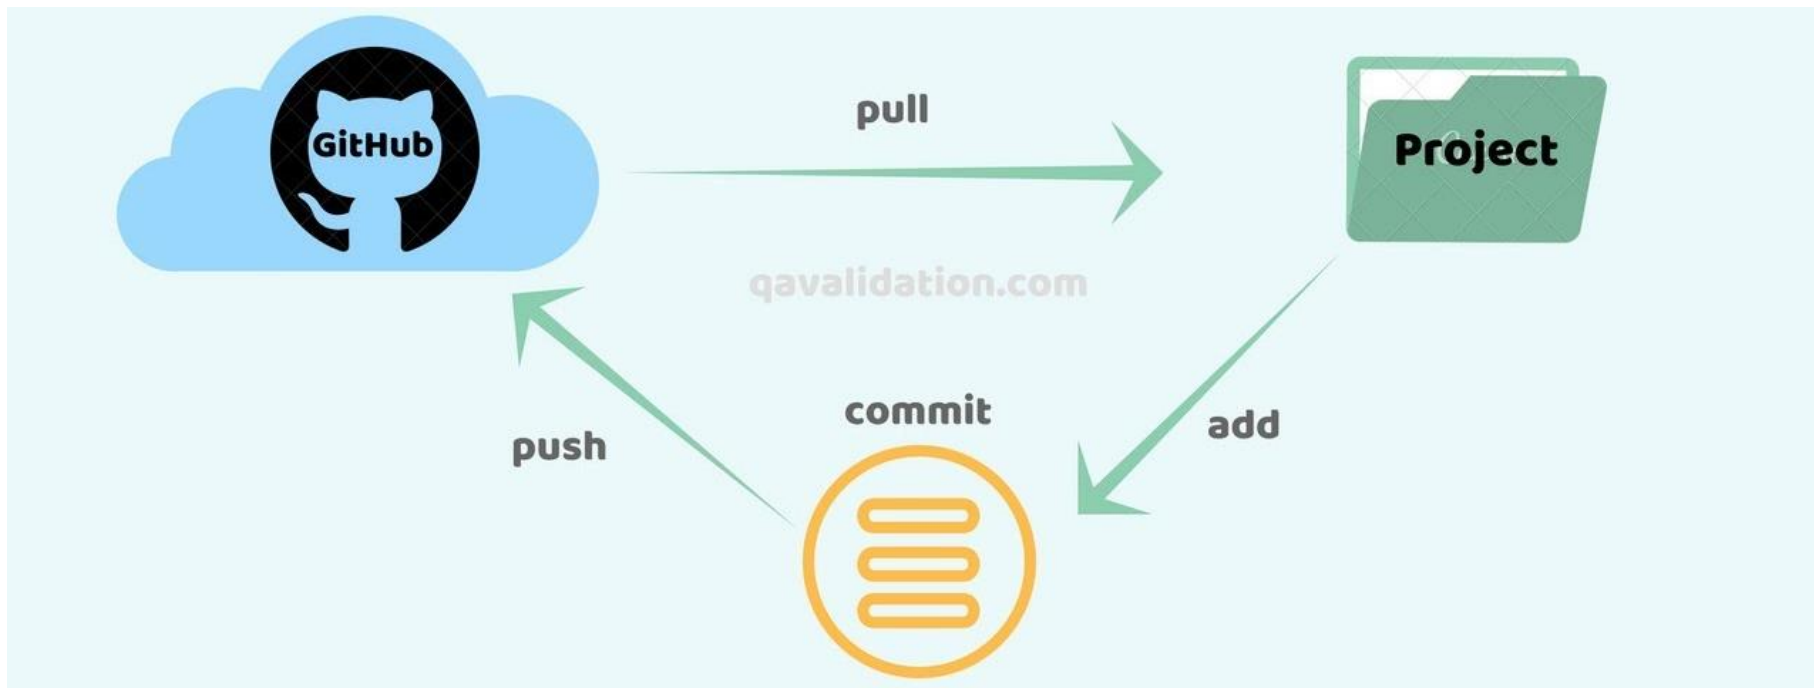 GitHub
pull
Project
qavalidation.com
commit
add
push